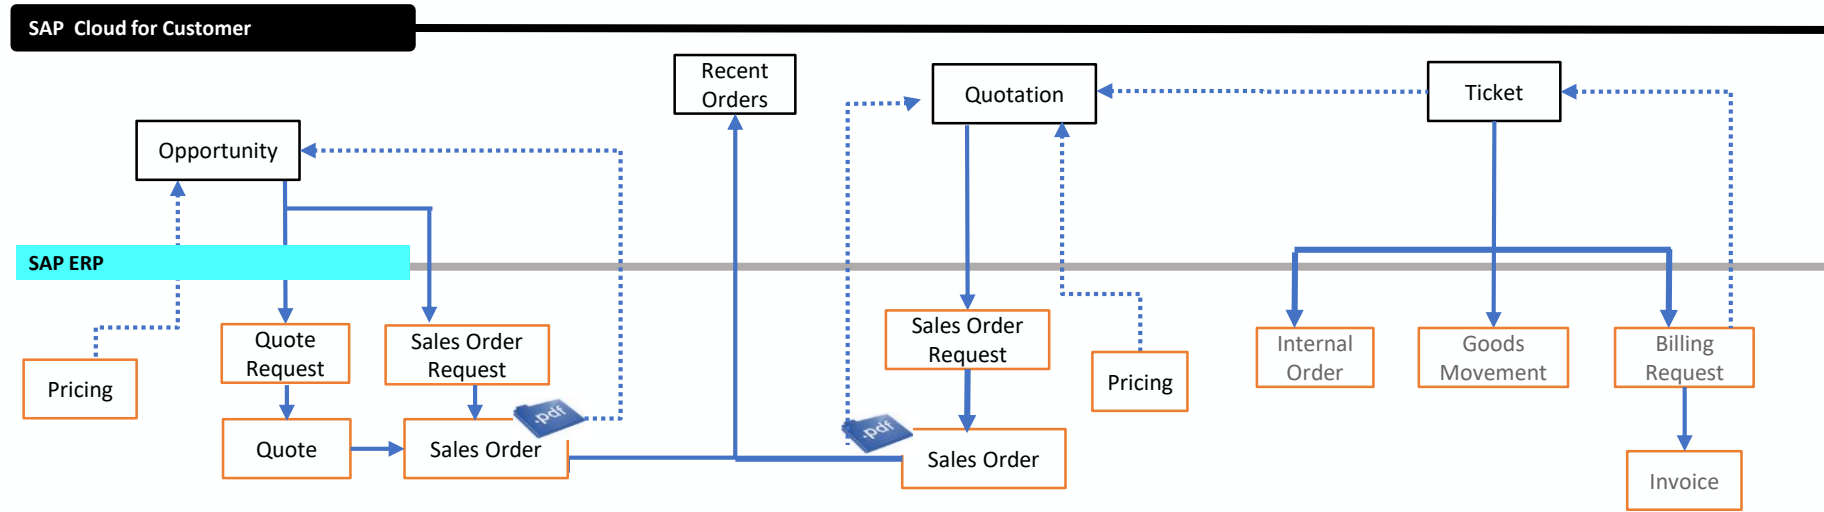 SAP  Cloud for Customer
Recent
Orders
Quotation
Ticket
Opportunity
SAP ERP
Quote
Request
Sales Order
Request
Sales Order
Request
Internal
Order
Goods
Movement
Billing
Request
Pricing
Pricing
.pdf
.pdf
Quote
Sales Order
Sales Order
Invoice